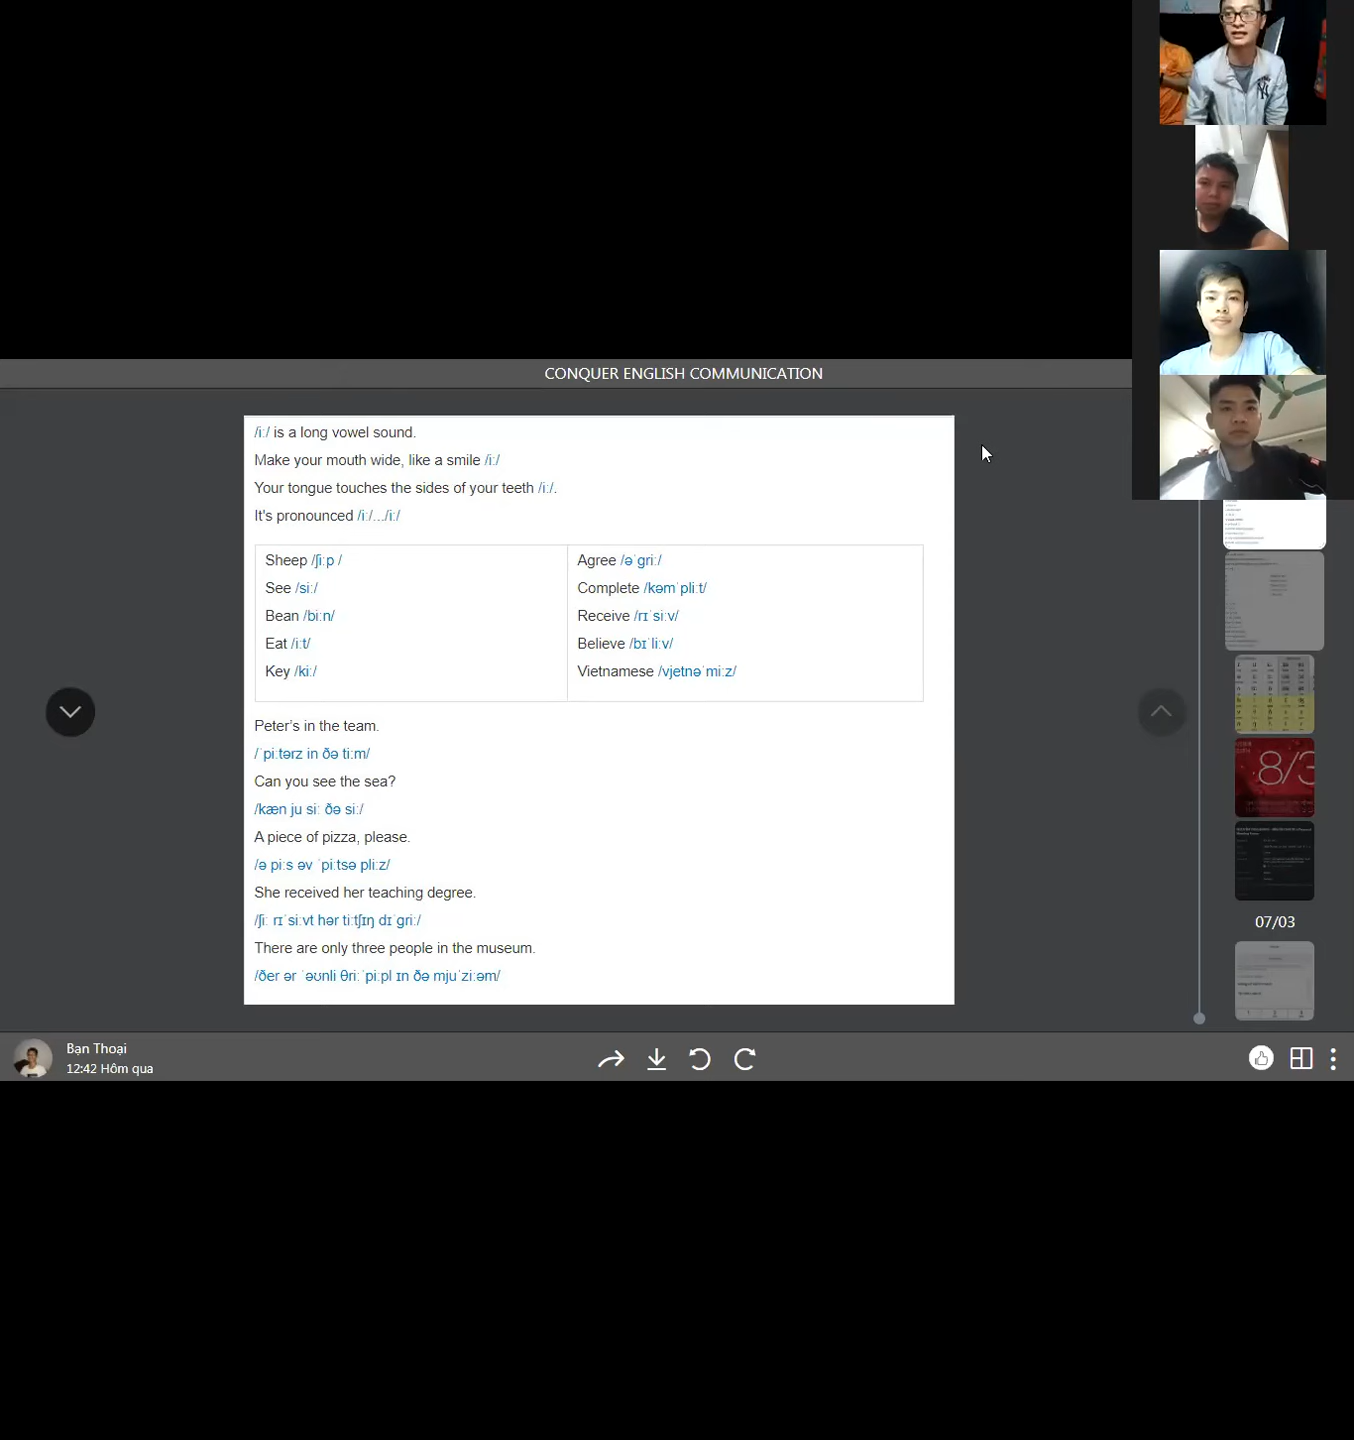 CONQUER ENGLISH COMMUNICATION
/iː/ is a long vowel sound.
Make your mouth wide, like a smile /iː/
Your tongue touches the sides of your teeth /iː/.
It's pronounced /iː/.../iː/
Sheep /ʃiːp /
See /siː/
Bean /biːn/
Eat /iːt/
Key /kiː/
Agree /əˈgriː/
Complete /kəmˈpliːt/
Receive /rɪˈsiːv/
Believe /bɪˈliːv/
Vietnamese /vjetnəˈmiːz/
Peter’s in the team.
/ˈpiːtərz in ðə tiːm/
Can you see the sea?
/kæn ju siː ðə siː/
A piece of pizza, please.
/ə piːs əv ˈpiːtsə pliːz/
She received her teaching degree.
/ʃiː rɪˈsiːvt hər tiːtʃɪŋ dɪˈgriː/
There are only three people in the museum.
/ðer ər ˈəʊnli θriː ˈpiːpl ɪn ðə mjuˈziːəm/
8/3
07/03
Bạn Thoại
12:42 Hôm qua